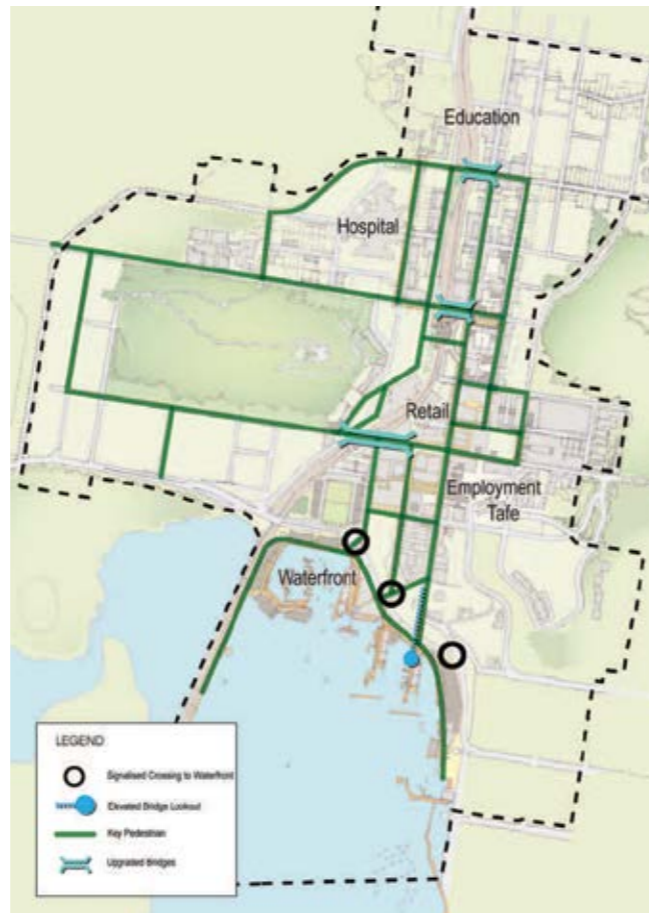 Education
Hospital
Retail
Employment
Tafe
Waterfront
LEGEND
Signalised Crossing to Waterfront
Elevated Bridge Lookout
Key Pedestrian
Upgraded Bridges